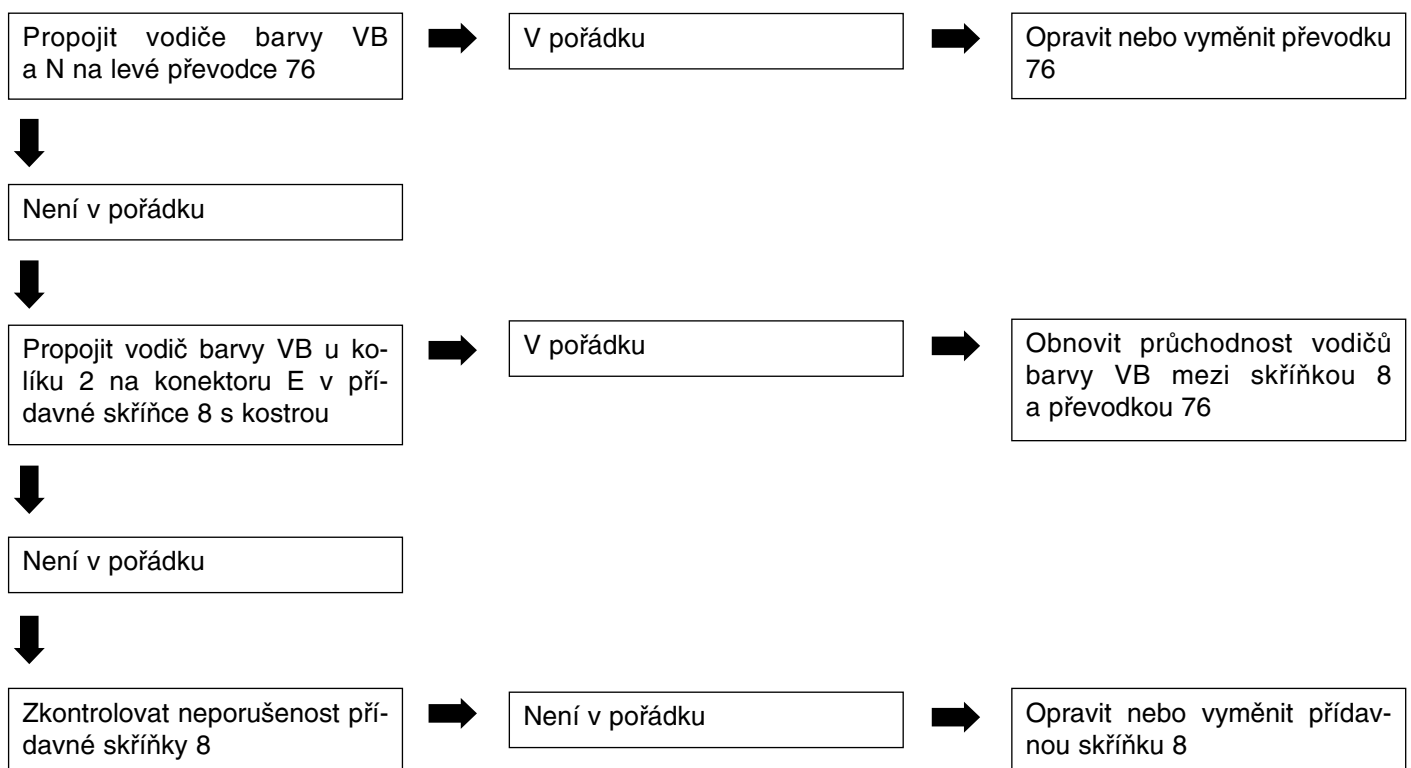 Propojit vodiče barvy VB
a N na levé převodce 76
V pořádku
Opravit nebo vyměnit převodku
76
Není v pořádku
Propojit vodič barvy VB u ko-
líku 2 na konektoru E v pří-
davné skříňce 8 s kostrou
V pořádku
Obnovit průchodnost vodičů
barvy VB mezi skříňkou 8
a převodkou 76
Není v pořádku
Zkontrolovat neporušenost pří-
davné skříňky 8
Není v pořádku
Opravit nebo vyměnit přídav-
nou skříňku 8